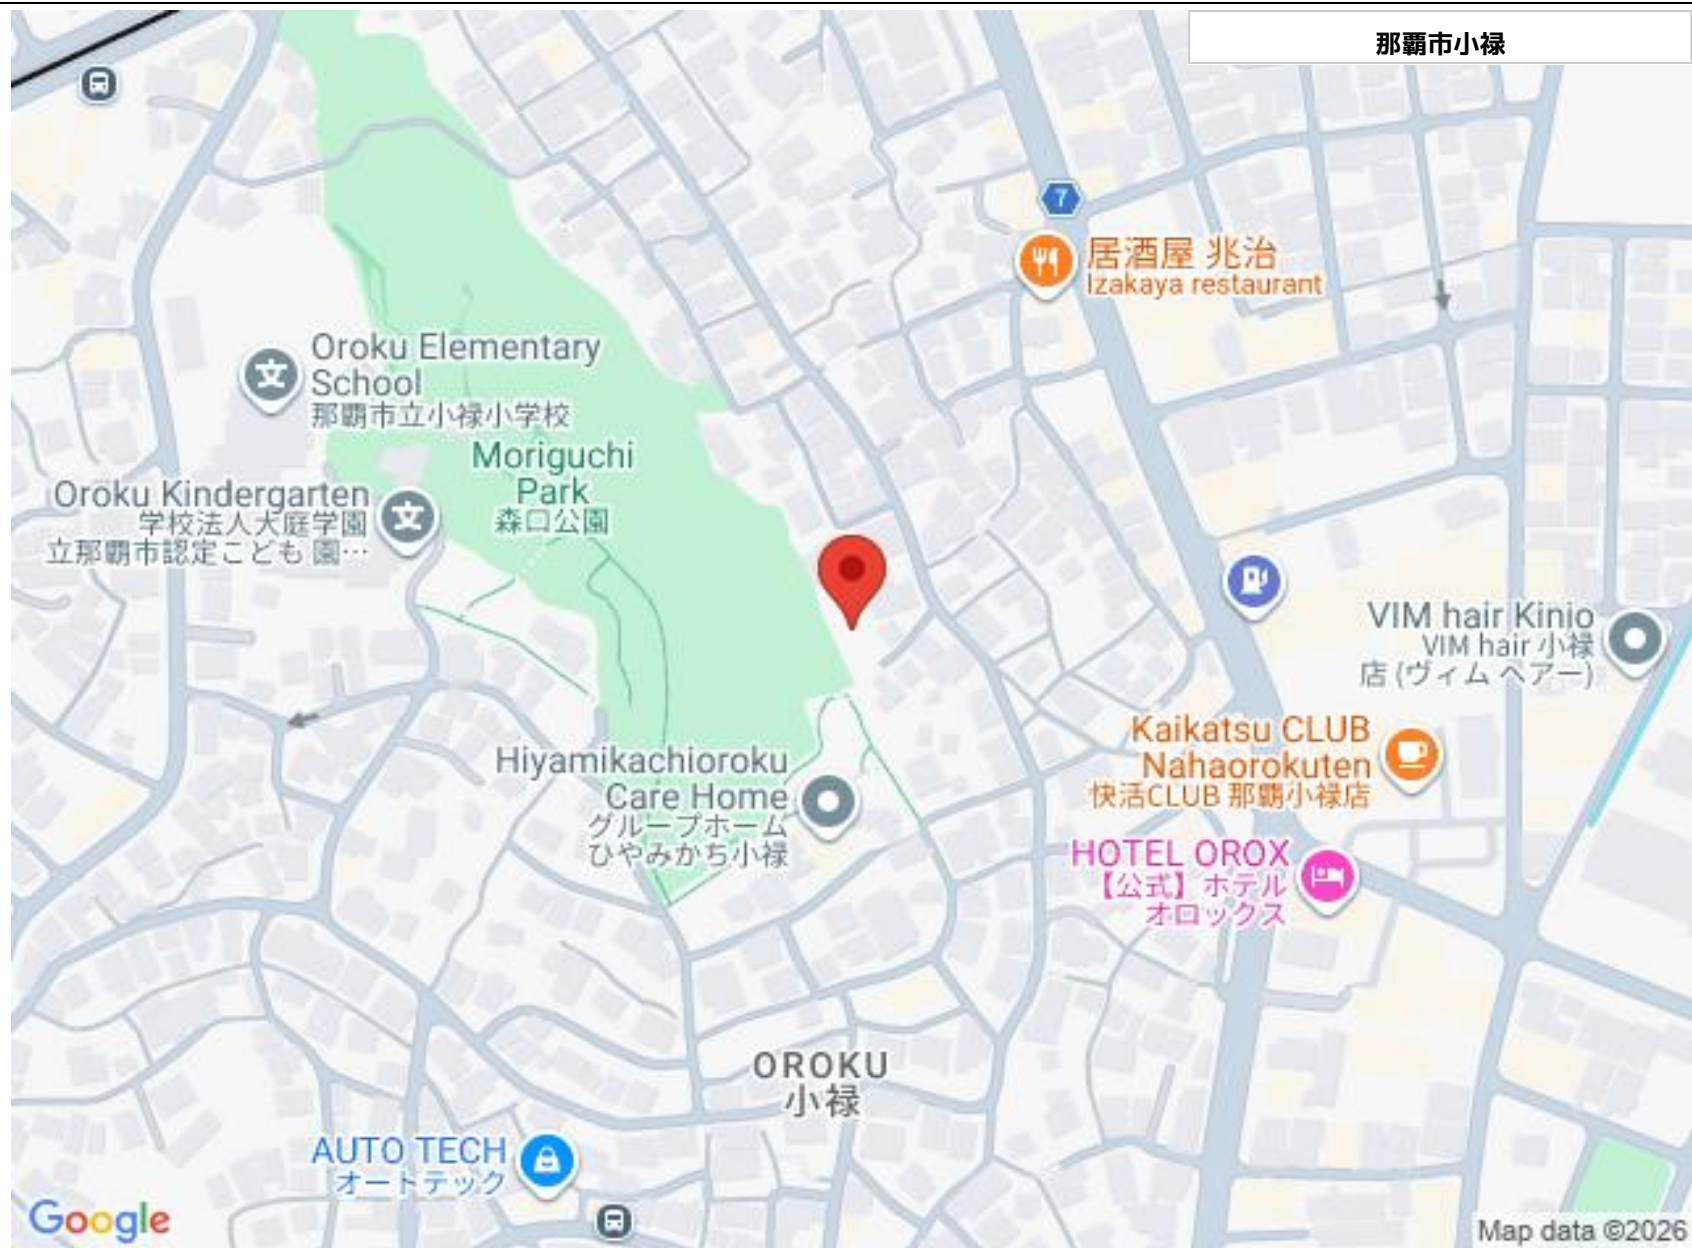 那覇市小禄
7
居酒屋 兆治
Izakaya restaurant
Oroku Elementary
School
那覇市立小禄小学校
Moriguchi
Park
森口公園
Oroku Kindergarten
学校法人大庭学園
立那覇市認定こども 園…
VIM hair Kinio
VIM hair 小禄
店 (ヴィム ヘアー)
Kaikatsu CLUB
Nahaorokuten
快活CLUB 那覇小禄店
Hiyamikachioroku
Care Home
グループホーム
ひやみかち小禄
HOTEL OROX
【公式】ホテル
オロックス
OROKU
小禄
AUTO TECH
オートテック
Google
Map data ©2026